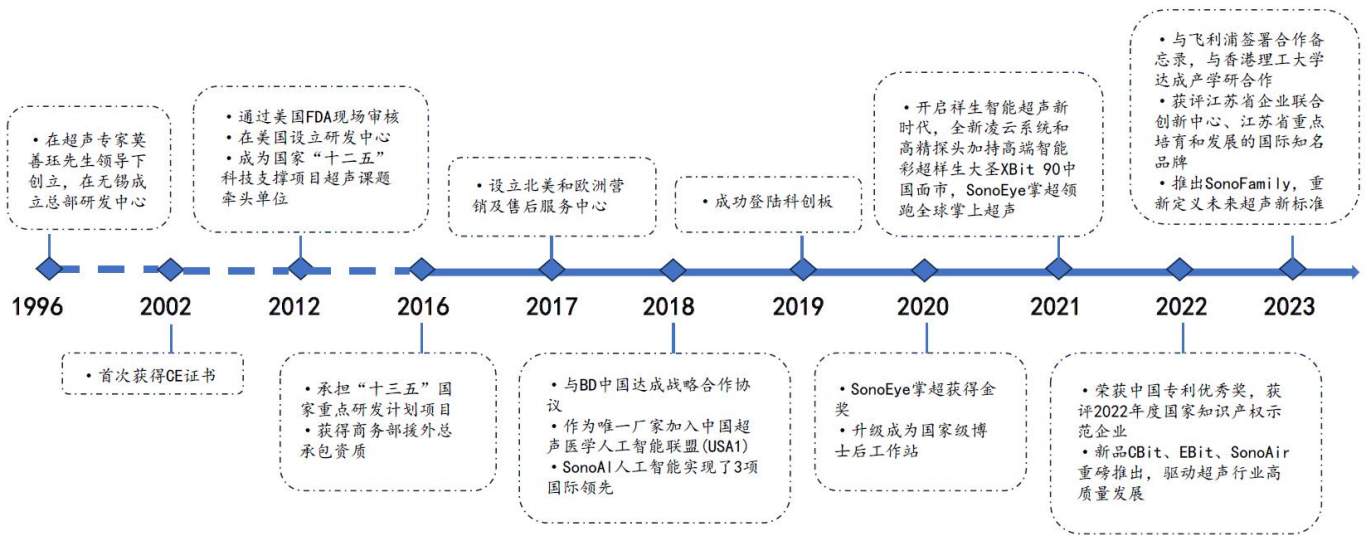 · 在超声专家莫
善珏先生领导下
创立，在无锡成
立总部研发中心
· 通过美国FDA现场审核
· 在美国设立研发中心
· 成为国家“十二五”
科技支撑项目超声课题
牵头单位
· 设立北美和欧洲营
销及售后服务中心
· 成功登陆科创板
· 开启祥生智能超声新
时代，全新凌云系统和
高精探头加持高端智能
彩超祥生大圣XBit 90中
国面市，SonoEye掌超领
跑全球掌上超声
· 与飞利浦签署合作备
忘录，与香港理工大学
达成产学研合作
· 获评江苏省企业联合
创新中心、江苏省重点
培育和发展的国际知名
品牌
· 推出SonoFamily，重
新定义未来超声新标准
1996
2002
2012
2016
2017
2018
2019
2020
2021
2022
2023
· 首次获得CE证书
· 承担“十三五”国
家重点研发计划项目
· 获得商务部援外总
承包资质
· 与BD中国达成战略合作协
议
· 作为唯一厂家加入中国超
声医学人工智能联盟(USA1)
· SonoAI人工智能实现了3项
国际领先
· SonoEye掌超获得金
奖
· 升级成为国家级博
士后工作站
· 荣获中国专利优秀奖，获
评2022年度国家知识产权示
范企业
· 新品CBit、EBit、SonoAir
重磅推出，驱动超声行业高
质量发展